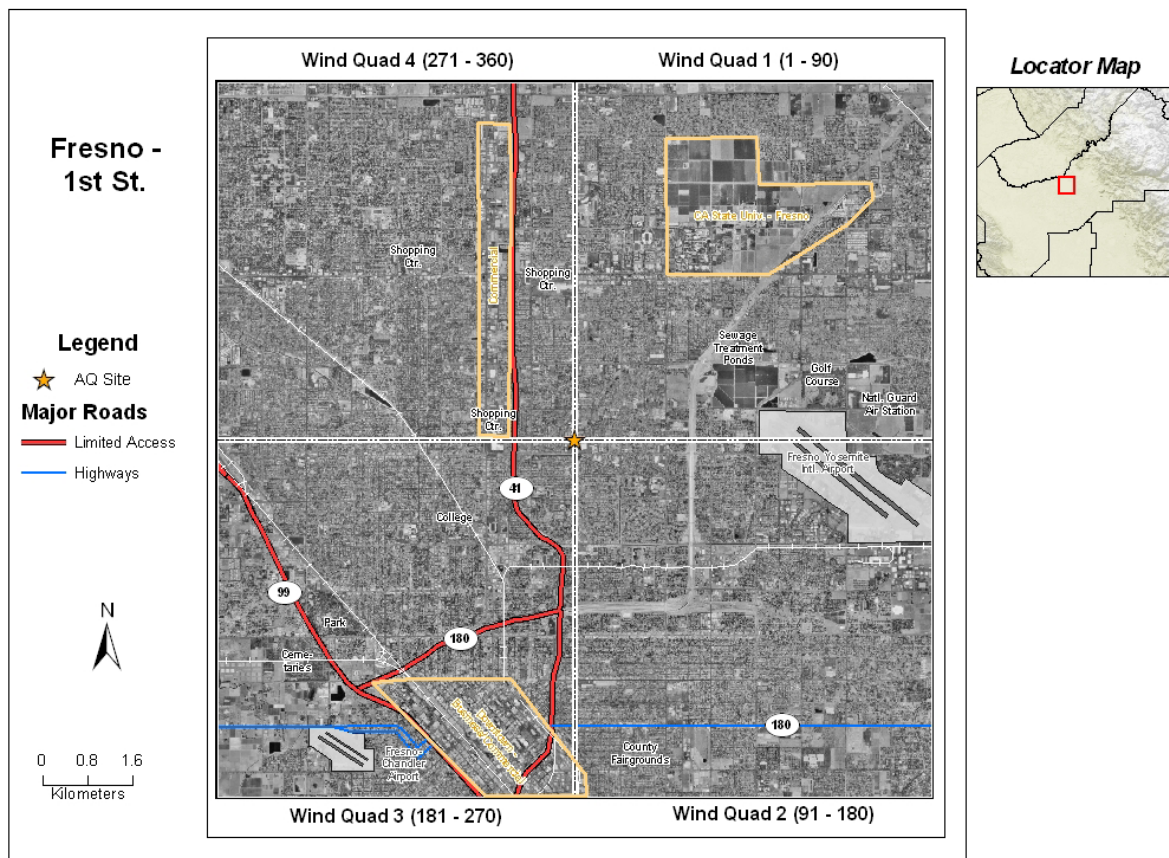 Wind Quad 4 (271 - 360)
Wind Quad 1 (1 - 90)
Locator Map
Fresno -
1st St.
CA State Univ. - Fresno
Shopping
Ctr.
Commercial
Shopping
Ctr.
Legend
AQ Site
Major Roads
Limited Access
Highways
Sewage
Treatment
Ponds
Golf
Course
Natl. Guard
Air Station
Shopping
Ctr.
Fresno Yosemite
Intl. Airport
41
College
99
N
Park
180
Ceme-
tarie's
Downtown
180
County
Fairgrounds
Fresno-
Chandler
Airport
0 0.8 1.6
Kilometers
Wind Quad 3 (181 - 270)
Wind Quad 2 (91 - 180)